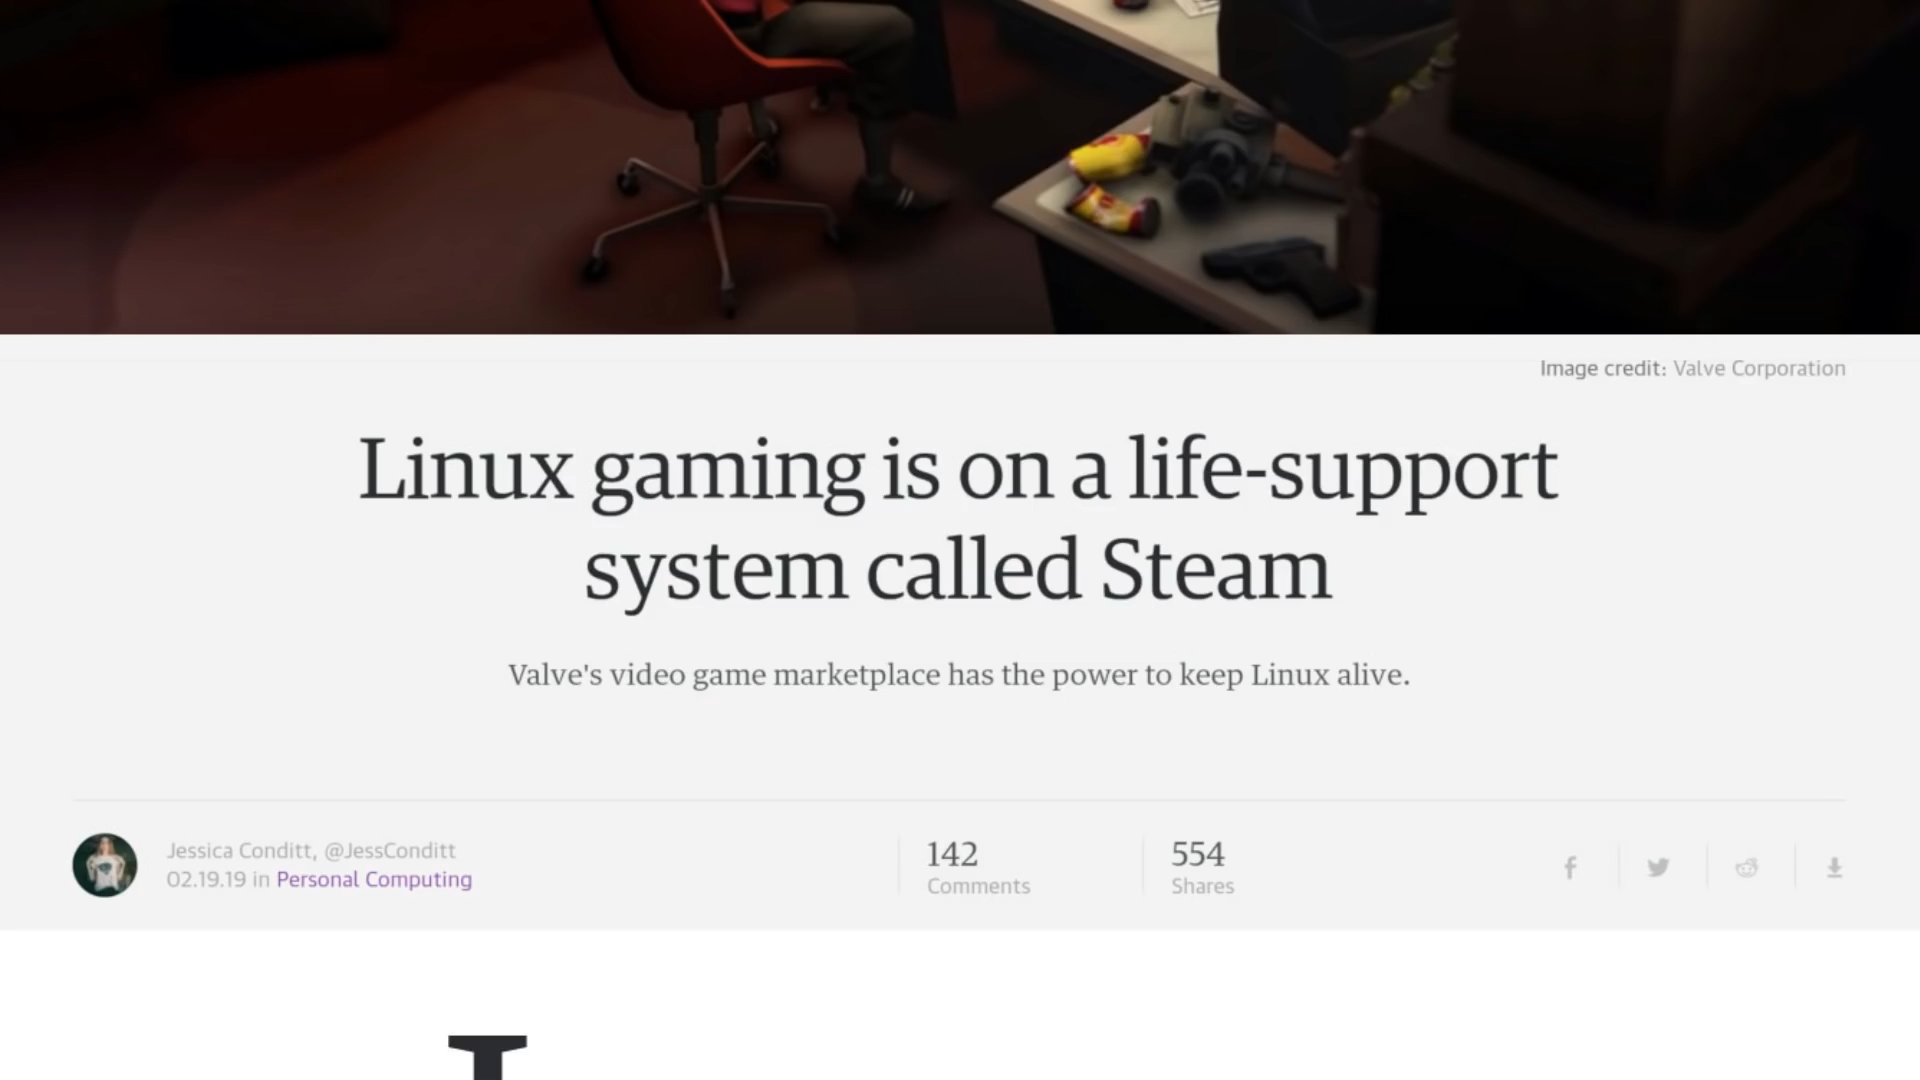 Image credit: Valve Corporation
Linux gaming is on a life-support
system called Steam
Valve's video game marketplace has the power to keep Linux alive.
Jessica Conditt, @JessConditt
02.19.19 in Personal Computing
142
Comments
554
Shares